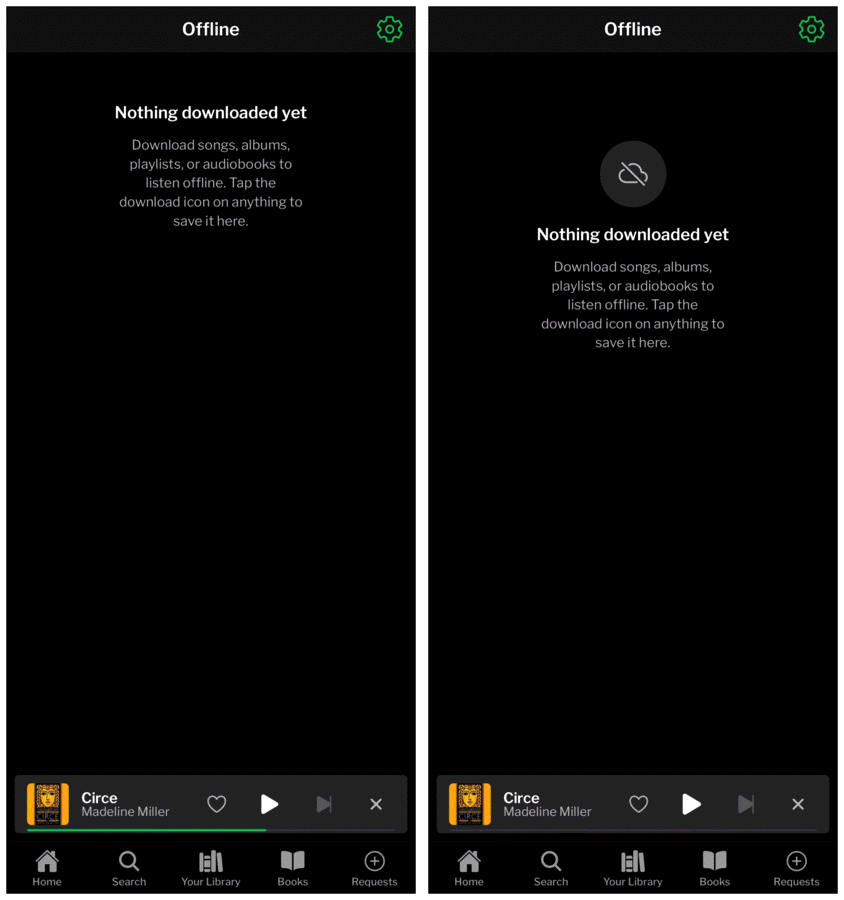 Offline
Nothing downloaded yet
Download songs, albums,
playlists, or audiobooks to
listen offline. Tap the
download icon on anything to
save it here.
CIRCE
Circe
Madeline Miller
Home
Search
Your Library
Books
Requests
Offline
Nothing downloaded yet
Download songs, albums,
playlists, or audiobooks to
listen offline. Tap the
download icon on anything to
save it here.
CIRCE
Circe
Madeline Miller
Home
Search
Your Library
Books
Requests